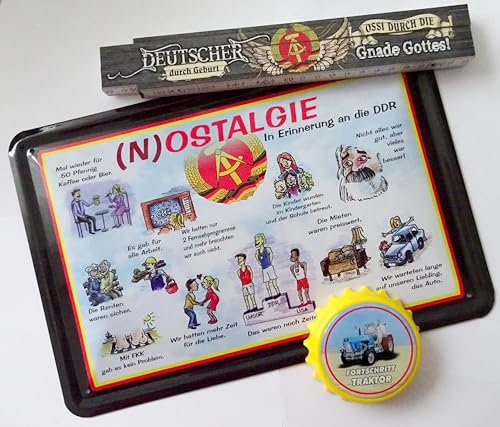 DEUTSCHER
durch Geburt
OSSI DURCH DIE
Gnade Gottes!
(N)OSTALGIE
In Erinnerung an die DDR
Mal wieder für
50 Pfennig
Kaffee oder Bier.
Es gab für
alle Arbeit.
Wir hatten nur
2 Fernsehprogramme
und mehr brauchten
wir auch nicht.
Die Kinder wurden
im Kindergarten
und der Schule betreut.
Nicht alles war
gut, aber
vieles
war
besser!
Die Renten
waren sicher.
Mit FKK
gab es kein Problem.
Wir hatten mehr Zeit
für die Liebe.
UdSSR
DDR
USA
Das waren noch Zeiten
Die Mieten
waren preiswert.
Wir warteten lange
auf unseren Liebling,
das Auto.
FORTSCHRITT
TRAKTOR